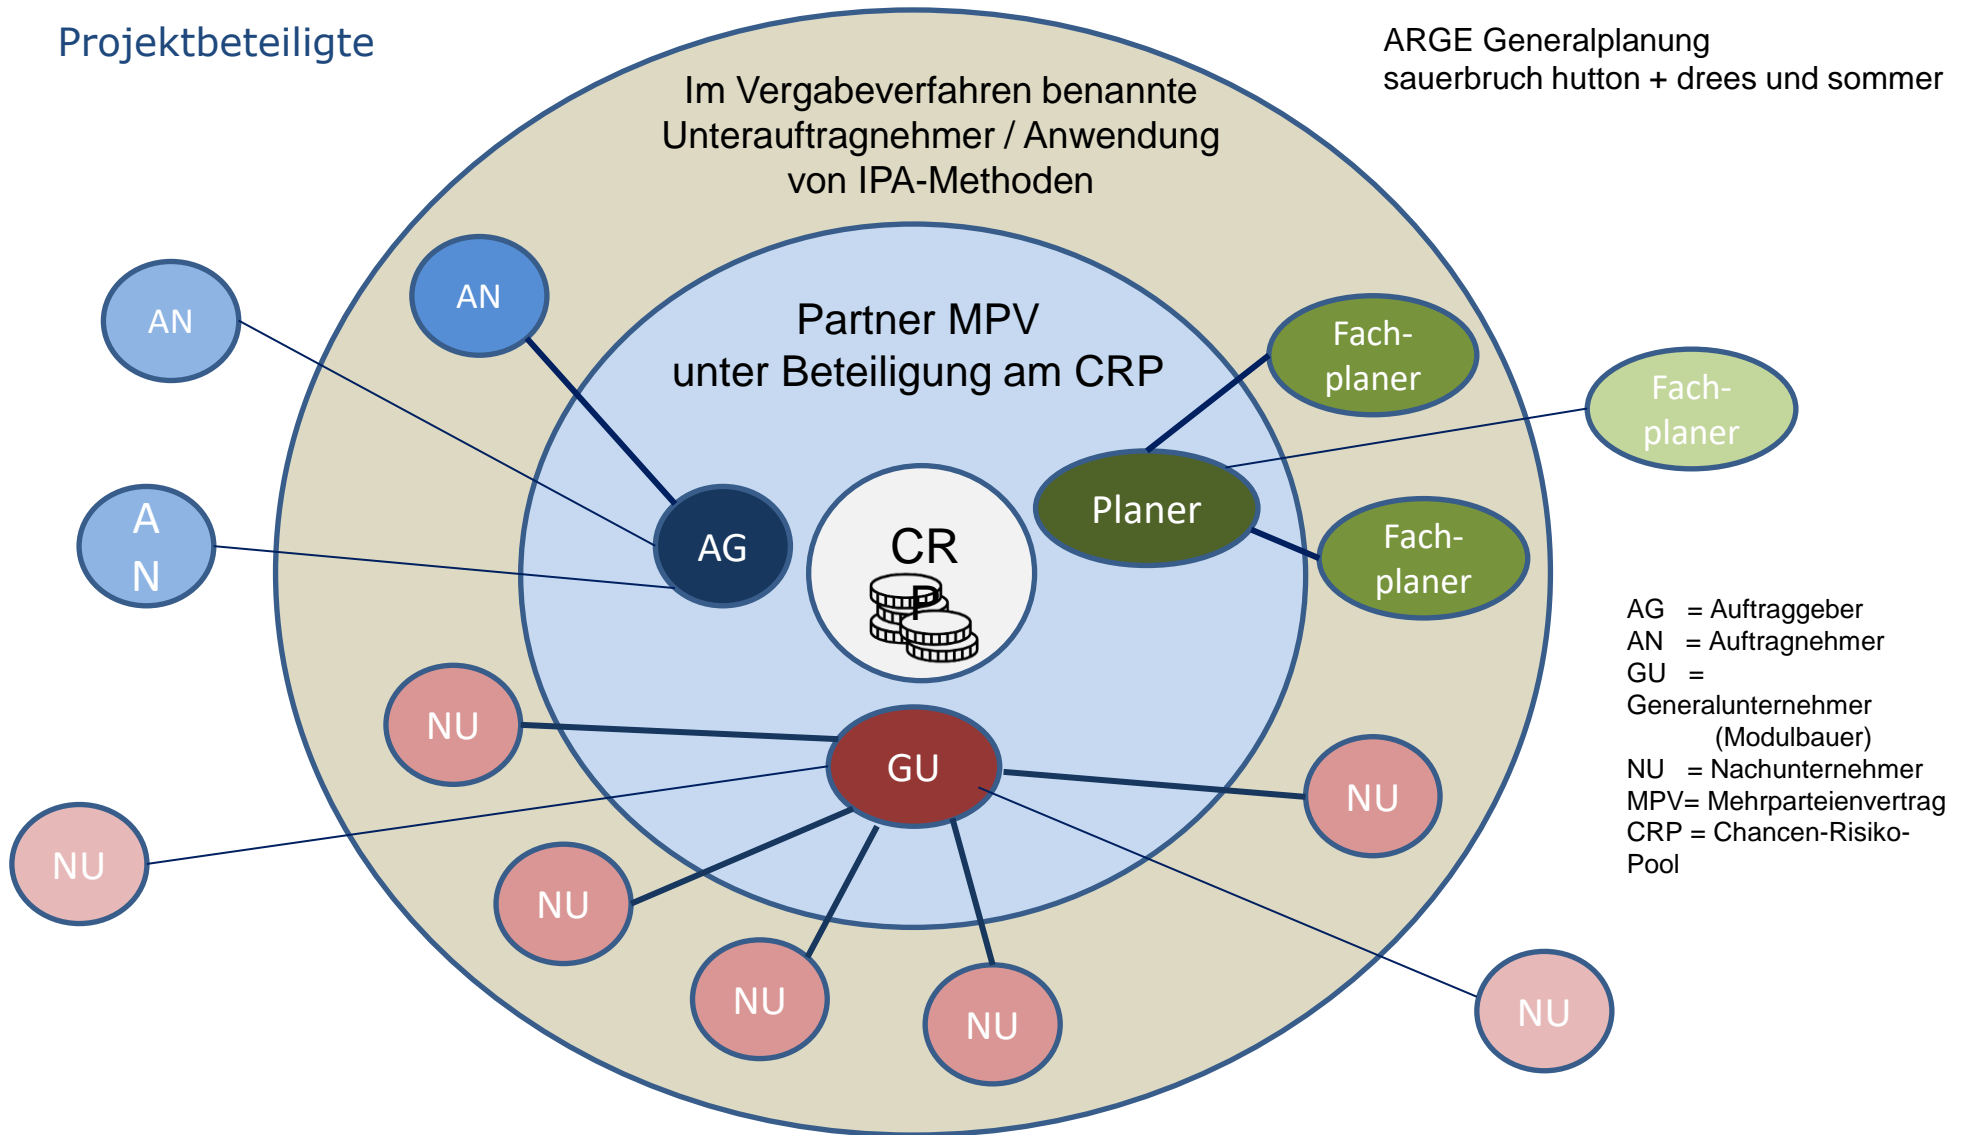 Projektbeteiligte
ARGE Generalplanung
sauerbruch hutton + drees und sommer
Im Vergabeverfahren benannte
Unterauftragnehmer / Anwendung
von IPA-Methoden
AN
AN
Partner MPV
unter Beteiligung am CRP
Fach-
planer
Fach-
planer
A
N
AG
CR
P
Planer
Fach-
planer
AG = Auftraggeber
AN = Auftragnehmer
GU =
Generalunternehmer
(Modulbauer)
NU = Nachunternehmer
MPV= Mehrparteienvertrag
CRP = Chancen-Risiko-
Pool
NU
GU
NU
NU
NU
NU
NU
NU